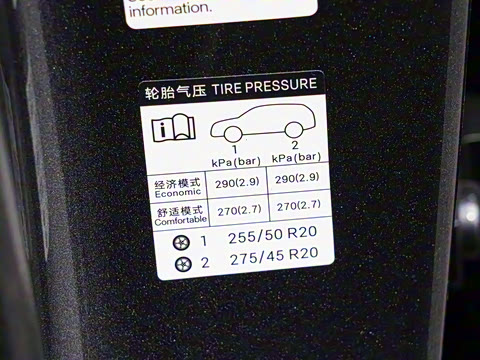 information.
轮胎气压 TIRE PRESSURE
1 2
kPa(bar) kPa(bar)
经济模式 290(2.9) 290(2.9)
Economic
舒适模式 270(2.7) 270(2.7)
Comfortable
1 255/50 R20
2 275/45 R20